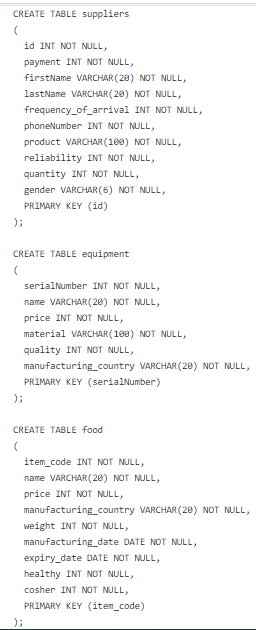 CREATE TABLE suppliers
(
id INT NOT NULL,
payment INT NOT NULL,
firstName VARCHAR(20) NOT NULL,
lastName VARCHAR(20) NOT NULL,
frequency_of_arrival INT NOT NULL,
phoneNumber INT NOT NULL,
product VARCHAR(100) NOT NULL,
reliability INT NOT NULL,
quantity INT NOT NULL,
gender VARCHAR(6) NOT NULL,
PRIMARY KEY (id)
);
CREATE TABLE equipment
(
serialNumber INT NOT NULL,
name VARCHAR(20) NOT NULL,
price INT NOT NULL,
material VARCHAR(100) NOT NULL,
quality INT NOT NULL,
manufacturing_country VARCHAR(20) NOT NULL,
PRIMARY KEY (serialNumber)
);
CREATE TABLE food
(
item_code INT NOT NULL,
name VARCHAR(20) NOT NULL,
price INT NOT NULL,
manufacturing_country VARCHAR(20) NOT NULL,
weight INT NOT NULL,
manufacturing_date DATE NOT NULL,
expiry_date DATE NOT NULL,
healthy INT NOT NULL,
cosher INT NOT NULL,
PRIMARY KEY (item_code)
);